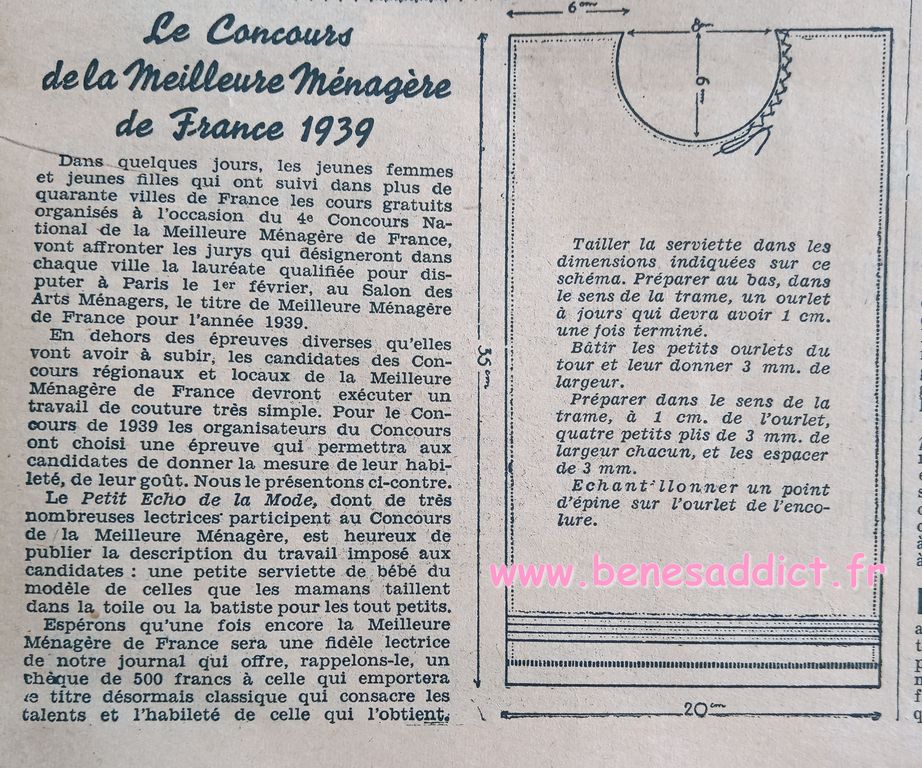 Le Concours
de la Meilleure Ménagère
de France 1939
Dans quelques jours, les jeunes femmes
et jeunes filles qui ont suivi dans plus de
quarante villes de France les cours gratuits
organisés à l'occasion du 4e Concours Na-
tional de la Meilleure Ménagère de France,
vont affronter les jurys qui désigneront dans
chaque ville la lauréate qualifiée pour dis-
puter à Paris le 1er février, au Salon des
Arts Ménagers, le titre de Meilleure Ménagère
de France pour l'année 1939.
En dehors des épreuves diverses qu'elles
vont avoir à subir, les candidates des Con-
cours régionaux et locaux de la Meilleure
Ménagère de France devront exécuter un
travail de couture très simple. Pour le Con-
cours de 1939 les organisateurs du Concours
ont choisi une épreuve qui permettra aux
candidates de donner la mesure de leur habi-
leté, de leur goût. Nous le présentons ci-contre.
Le Petit Echo de la Mode, dont de très
nombreuses lectrices participent au Concours
de la Meilleure Ménagère, est heureux de
publier la description du travail imposé aux
candidates : une petite serviette de bébé du
modèle de celles que les mamans taillent
dans la toile ou la batiste pour les tout petits.
Espérons qu'une fois encore la Meilleure
Ménagère de France sera une fidèle lectrice
de notre journal qui offre, rappelons-le, un
chèque de 500 francs à celle qui emportera
ce titre désormais classique qui consacre les
talents et l'habileté de celle qui l'obtient.
6 cm
8 cm
6 cm
35 cm
Tailler la serviette dans les
dimensions indiquées sur ce
schéma. Préparer au bas, dans
le sens de la trame, un ourlet
à jours qui devra avoir 1 cm.
une fois terminé.
Bâtir les petits ourlets du
tour et leur donner 3 mm. de
largeur.
Préparer dans le sens de la
trame, à 1 cm. de l'ourlet,
quatre petits plis de 3 mm. de
largeur chacun, et les espacer
de 3 mm.
Echantillonner un point
d'épine sur l'ourlet de l'enco-
lure.
www.benesaddict.fr
20 cm